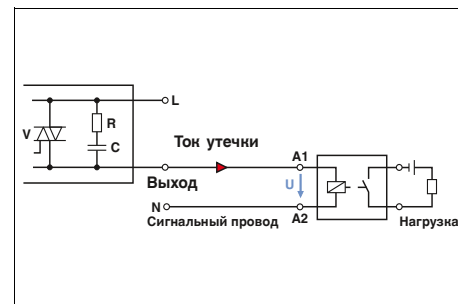 L
R
V
C
Ток утечки
A1
Выход
U
N
A2
Сигнальный провод
Нагрузка